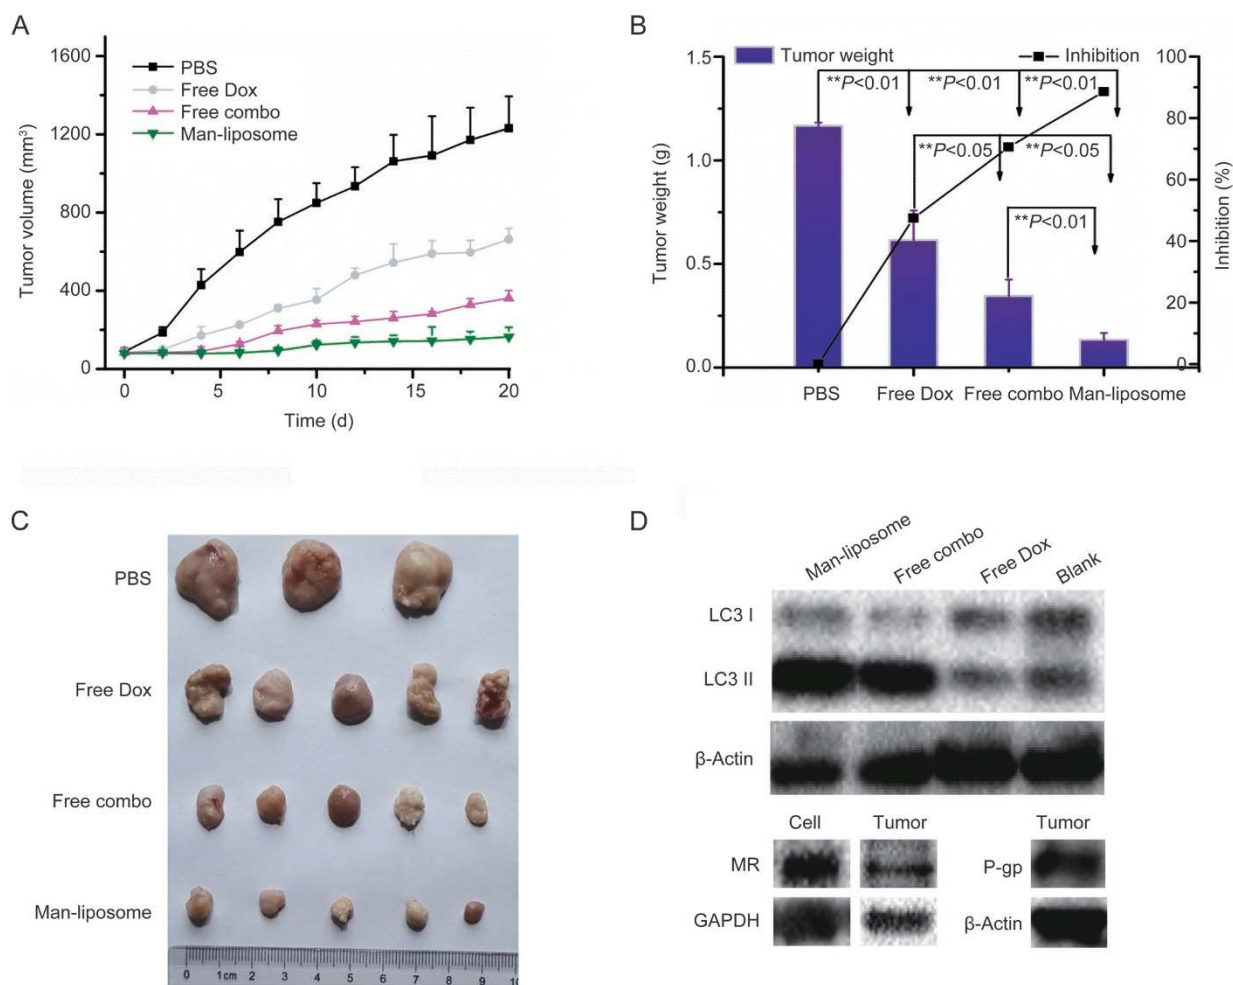 A
1600
1200
800
400
0
Tumor volume (mm³)
PBS
Free Dox
Free combo
Man-liposome
0 5 10 15 20
Time (d)
B
1.5
1.0
0.5
0.0
Tumor weight (g)
Tumor weight
Inhibition
**P<0.01 **P<0.01 **P<0.01
**P<0.05 **P<0.05
**P<0.01
100
80
60
40
20
0
Inhibition (%)
PBS Free Dox Free combo Man-liposome
C
PBS
Free Dox
Free combo
Man-liposome
0 1cm 2 3 4 5 6 7 8 9 10
D
Man-liposome Free combo Free Dox Blank
LC3 I
LC3 II
β-Actin
Cell Tumor Tumor
MR P-gp
GAPDH β-Actin